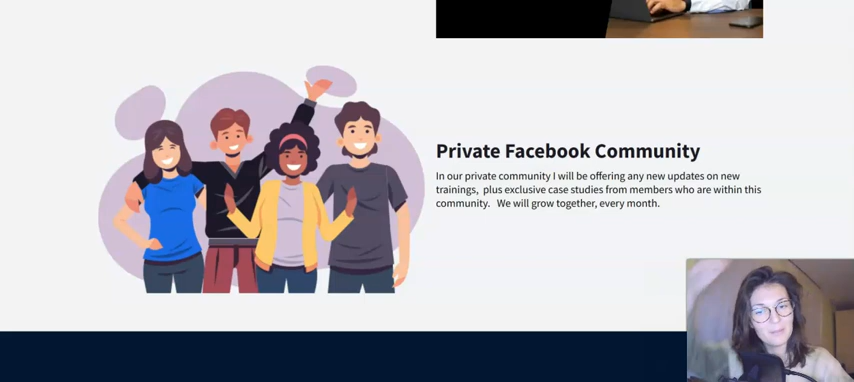 Private Facebook Community
In our private community I will be offering any new updates on new
trainings,  plus exclusive case studies from members who are within this
community.   We will grow together, every month.